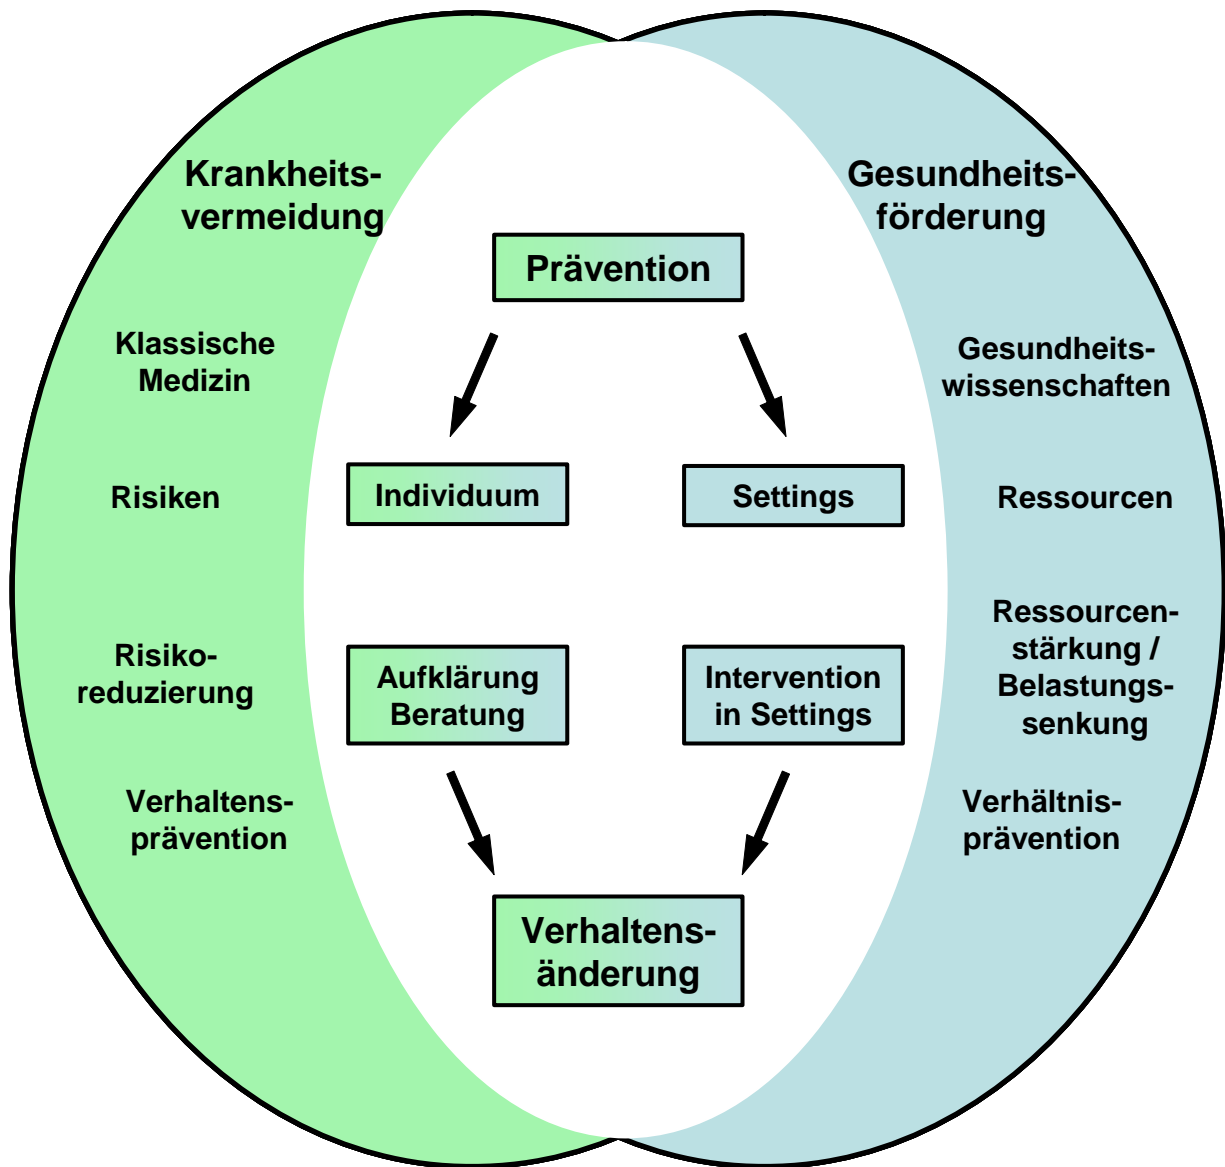 Krankheits-
vermeidung
Klassische
Medizin
Risiken
Risiko-
reduzierung
Verhaltens-
prävention
Prävention
Individuum
Settings
Aufklärung
Beratung
Intervention
in Settings
Verhaltens-
änderung
Gesundheits-
förderung
Gesundheits-
wissenschaften
Ressourcen
Ressourcen-
stärkung /
Belastungs-
senkung
Verhältnis-
prävention